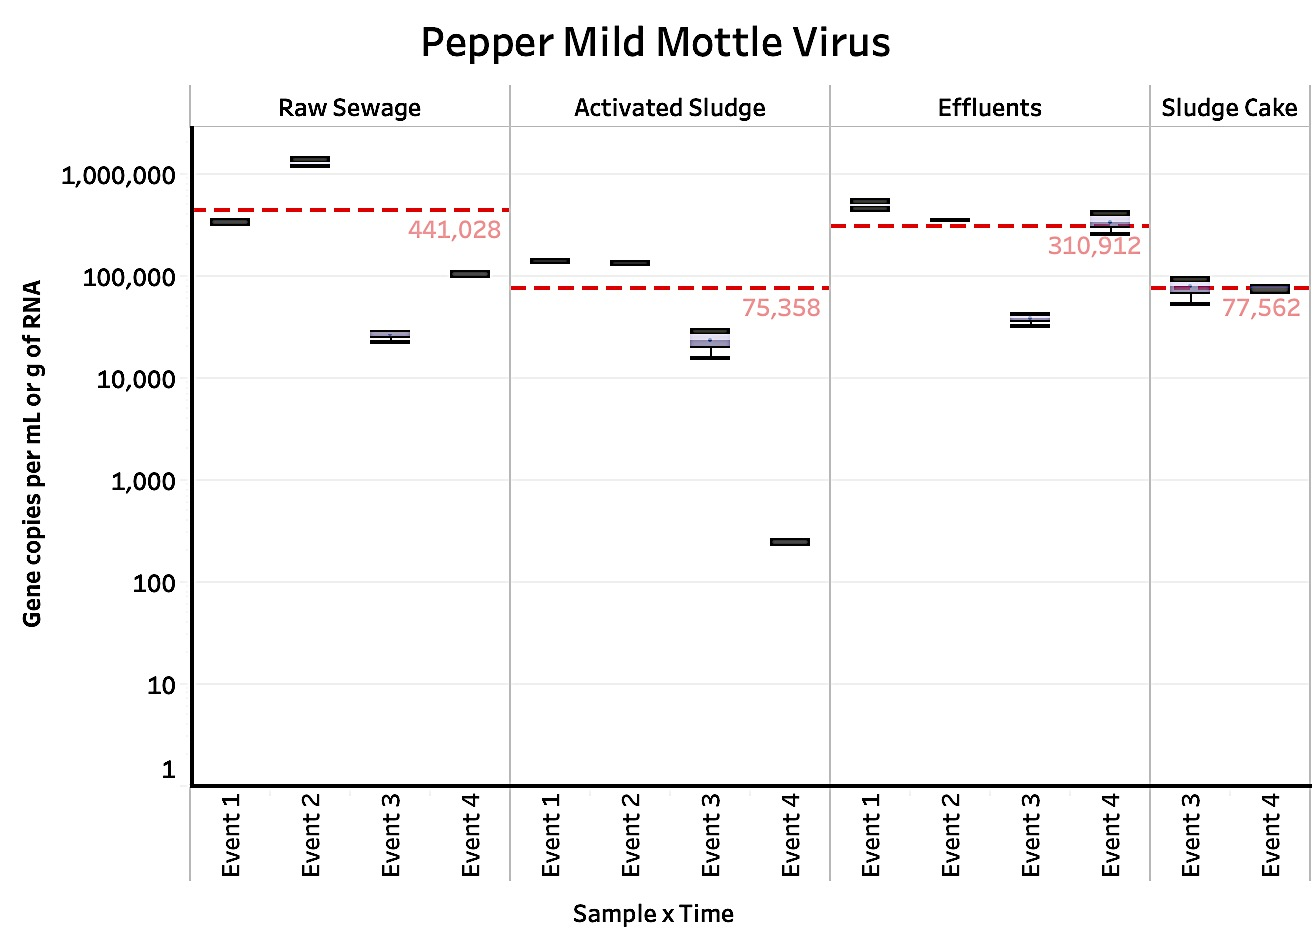 Pepper Mild Mottle Virus
Raw Sewage
Activated Sludge
Effluents
Sludge Cake
Gene copies per mL or g of RNA
1,000,000
100,000
10,000
1,000
100
10
1
441,028
75,358
310,912
77,562
Event 1
Event 2
Event 3
Event 4
Event 1
Event 2
Event 3
Event 4
Event 1
Event 2
Event 3
Event 4
Event 3
Event 4
Sample x Time